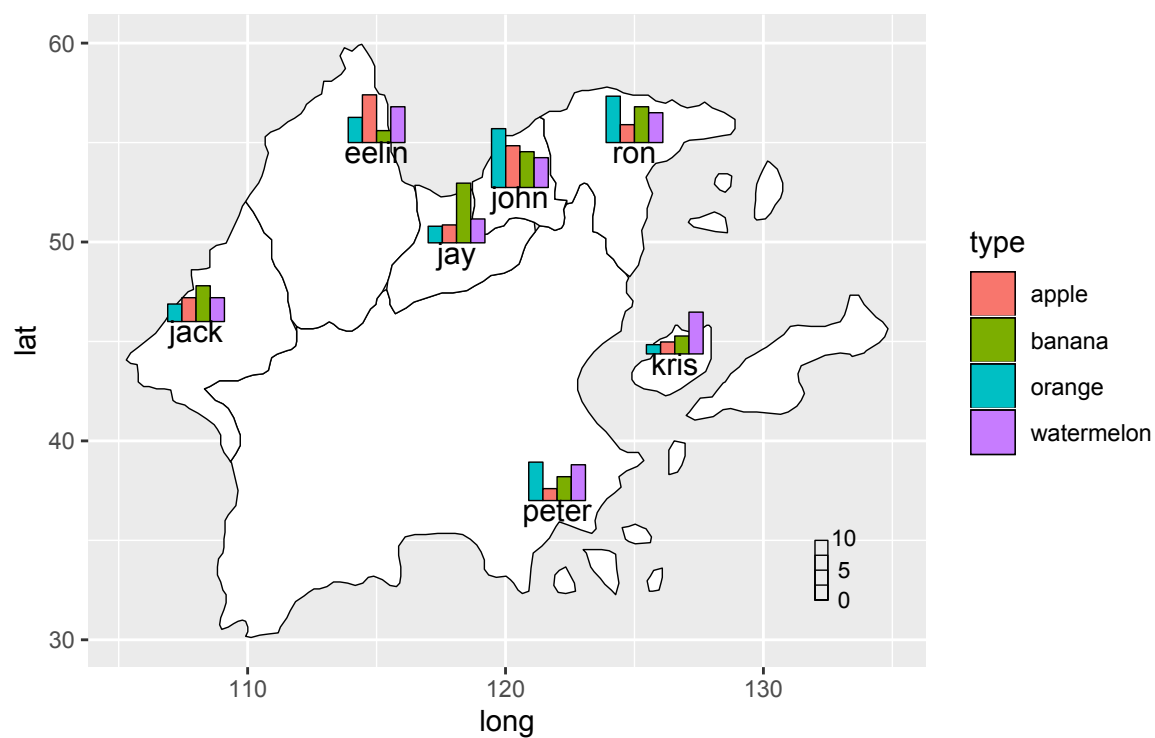 60
50
40
30
lat
110
120
130
long
eelin
ron
john
jay
jack
kris
peter
10
5
0
type
apple
banana
orange
watermelon